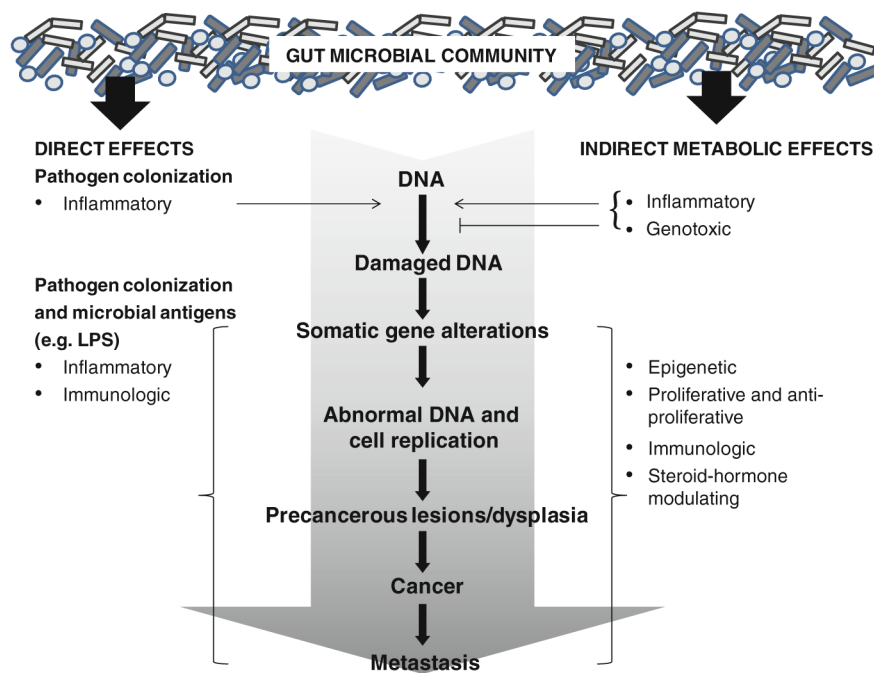 GUT MICROBIAL COMMUNITY
DIRECT EFFECTS
Pathogen colonization
• Inflammatory
Pathogen colonization
and microbial antigens
(e.g. LPS)
• Inflammatory
• Immunologic
DNA
Damaged DNA
Somatic gene alterations
Abnormal DNA and
cell replication
Precancerous lesions/dysplasia
Cancer
Metastasis
INDIRECT METABOLIC EFFECTS
• Inflammatory
• Genotoxic
• Epigenetic
• Proliferative and anti-
proliferative
• Immunologic
• Steroid-hormone
modulating